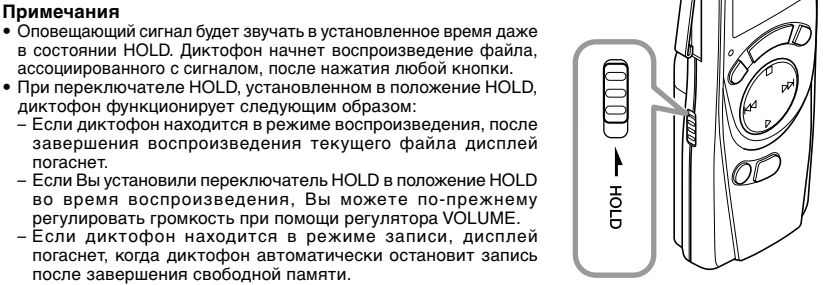 Примечания
• Оповещающий сигнал будет звучать в установленное время даже
в состоянии HOLD. Диктофон начнет воспроизведение файла,
ассоциированного с сигналом, после нажатия любой кнопки.
• При переключателе HOLD, установленном в положение HOLD,
диктофон функционирует следующим образом:
– Если диктофон находится в режиме воспроизведения, после
завершения воспроизведения текущего файла дисплей
погаснет.
– Если Вы установили переключатель HOLD в положение HOLD
во время воспроизведения, Вы можете по-прежнему
регулировать громкость при помощи регулятора VOLUME.
– Если диктофон находится в режиме записи, дисплей
погаснет, когда диктофон автоматически остановит запись
после завершения свободной памяти.
HOLD